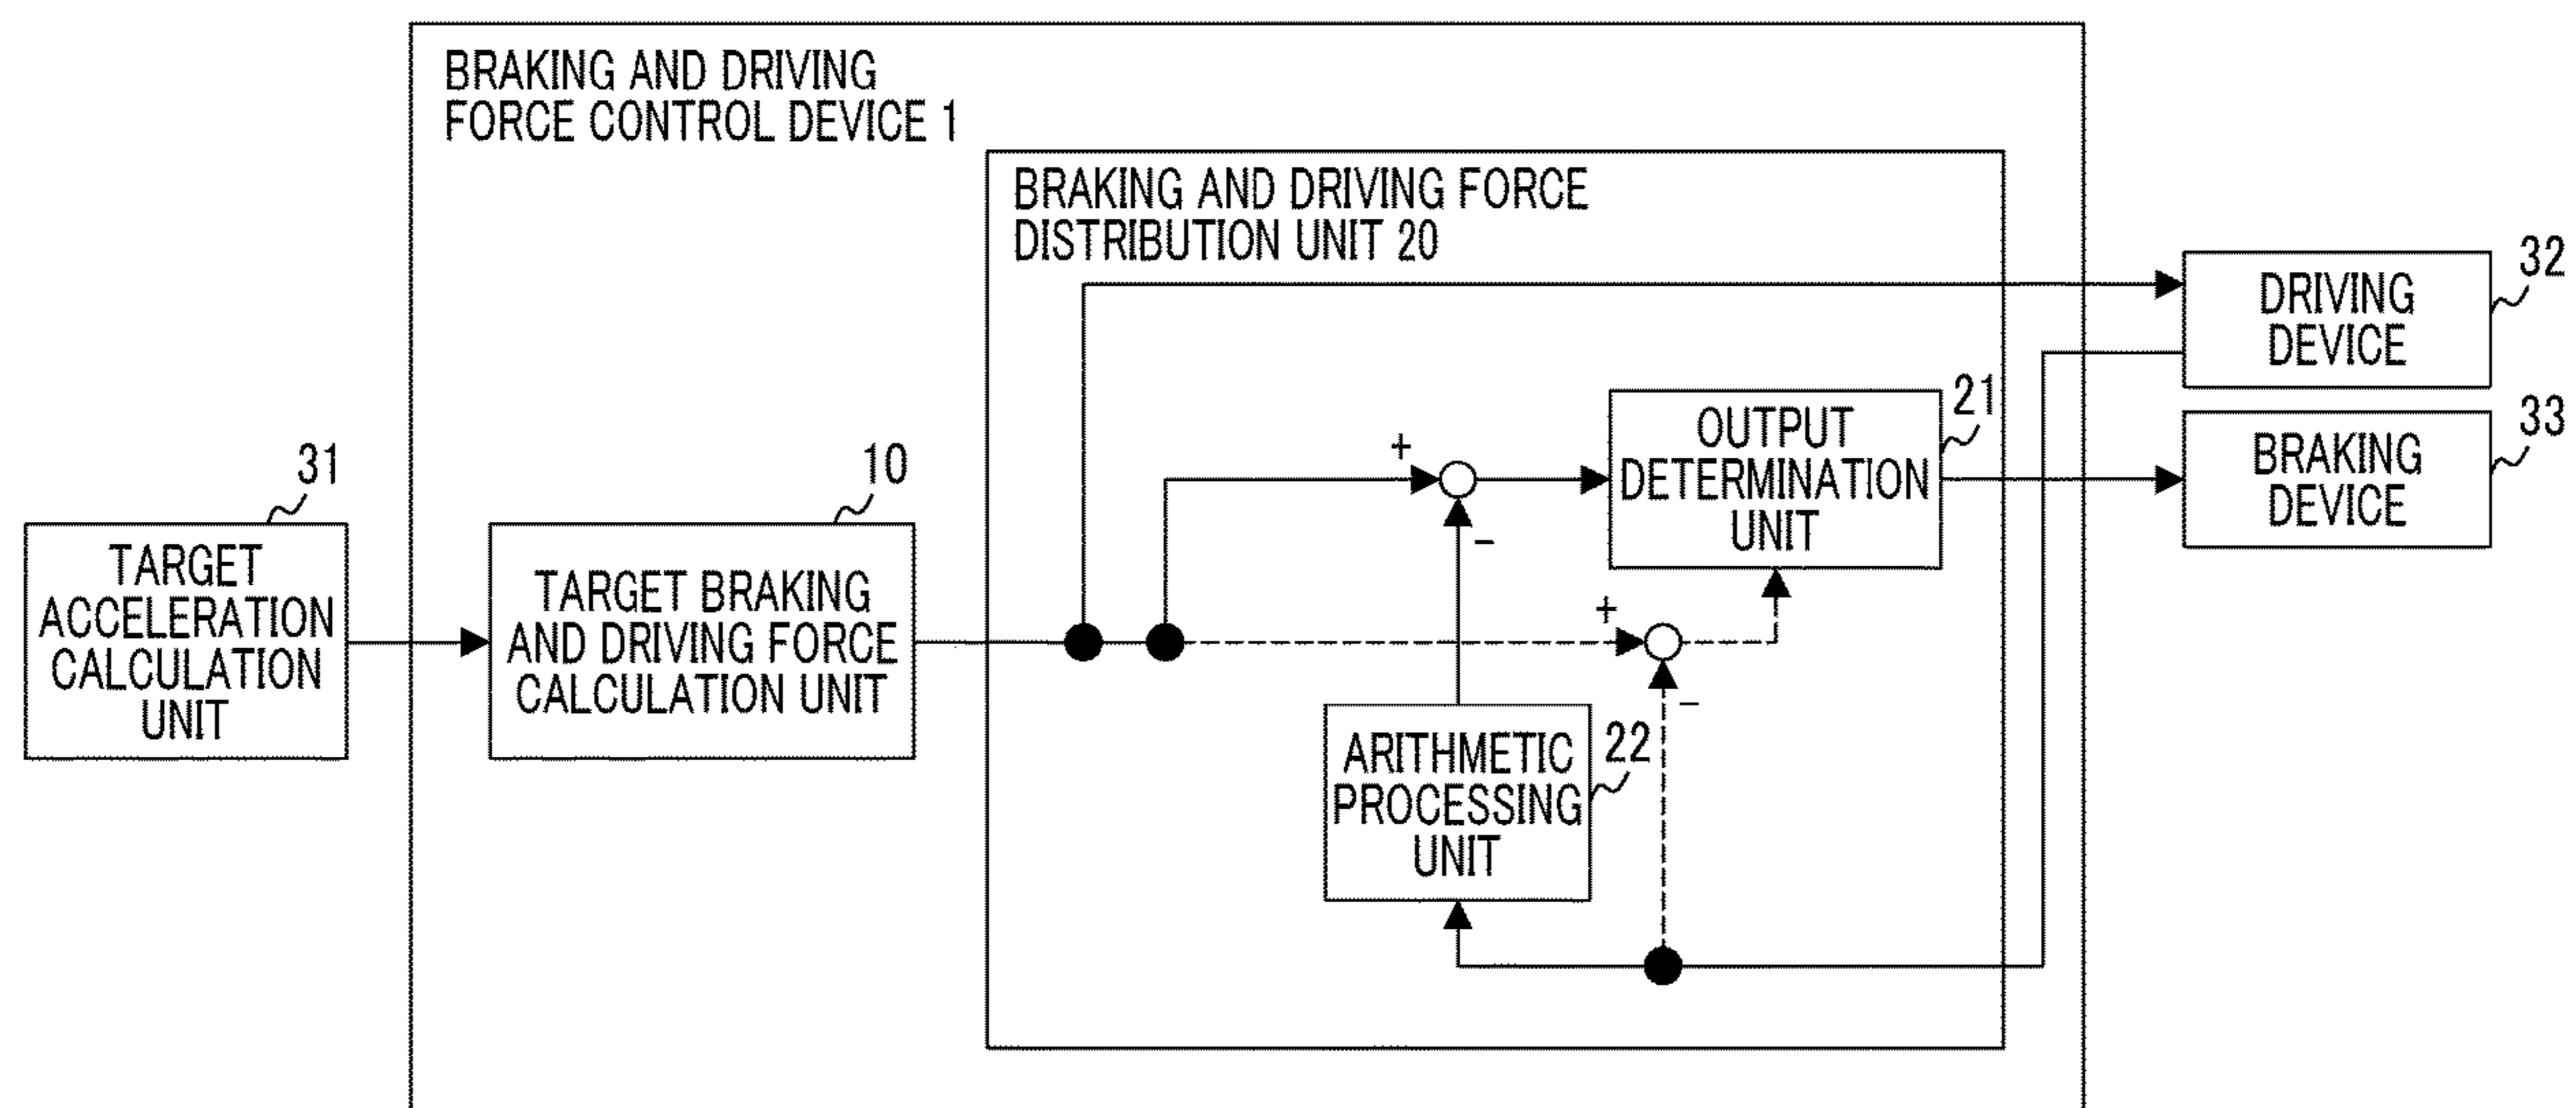 BRAKING AND DRIVING
FORCE CONTROL DEVICE 1
BRAKING AND DRIVING FORCE
DISTRIBUTION UNIT 20
31
TARGET
ACCELERATION
CALCULATION
UNIT
10
TARGET BRAKING
AND DRIVING FORCE
CALCULATION UNIT
+
-
21
OUTPUT
DETERMINATION
UNIT
+
-
22
ARITHMETIC
PROCESSING
UNIT
32
DRIVING
DEVICE
33
BRAKING
DEVICE